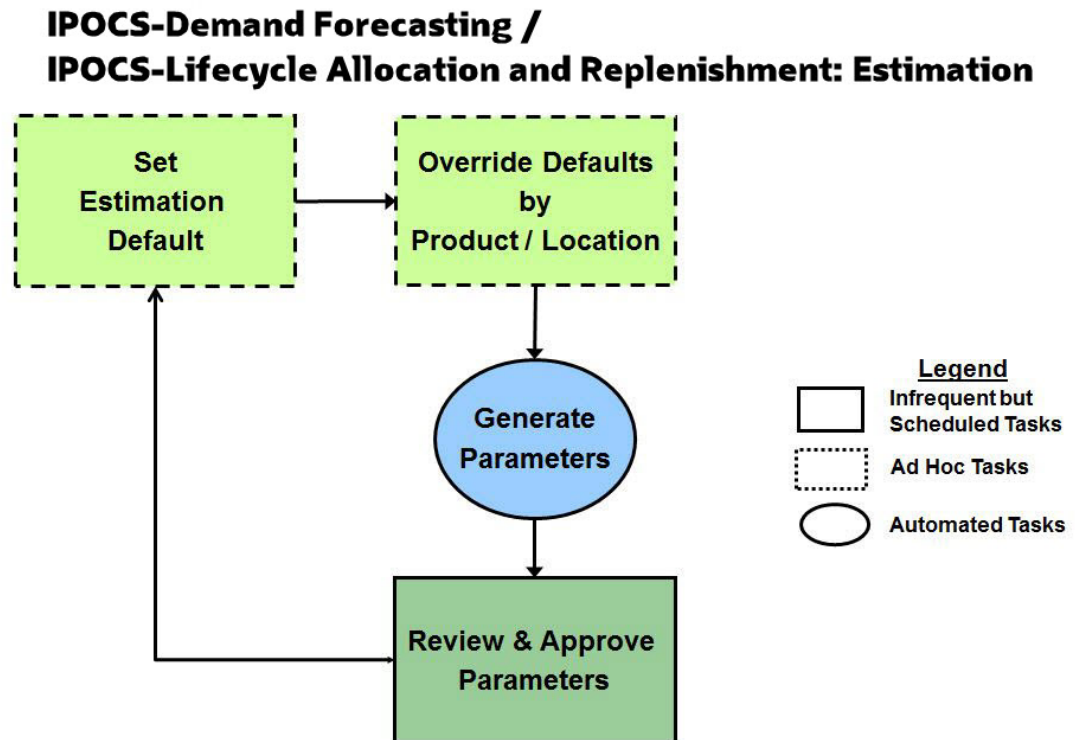 IPOCS-Demand Forecasting /
IPOCS-Lifecycle Allocation and Replenishment: Estimation
Set
Estimation
Default
Override Defaults
by
Product / Location
Generate
Parameters
Review & Approve
Parameters
Legend
Infrequent but
Scheduled Tasks
Ad Hoc Tasks
Automated Tasks